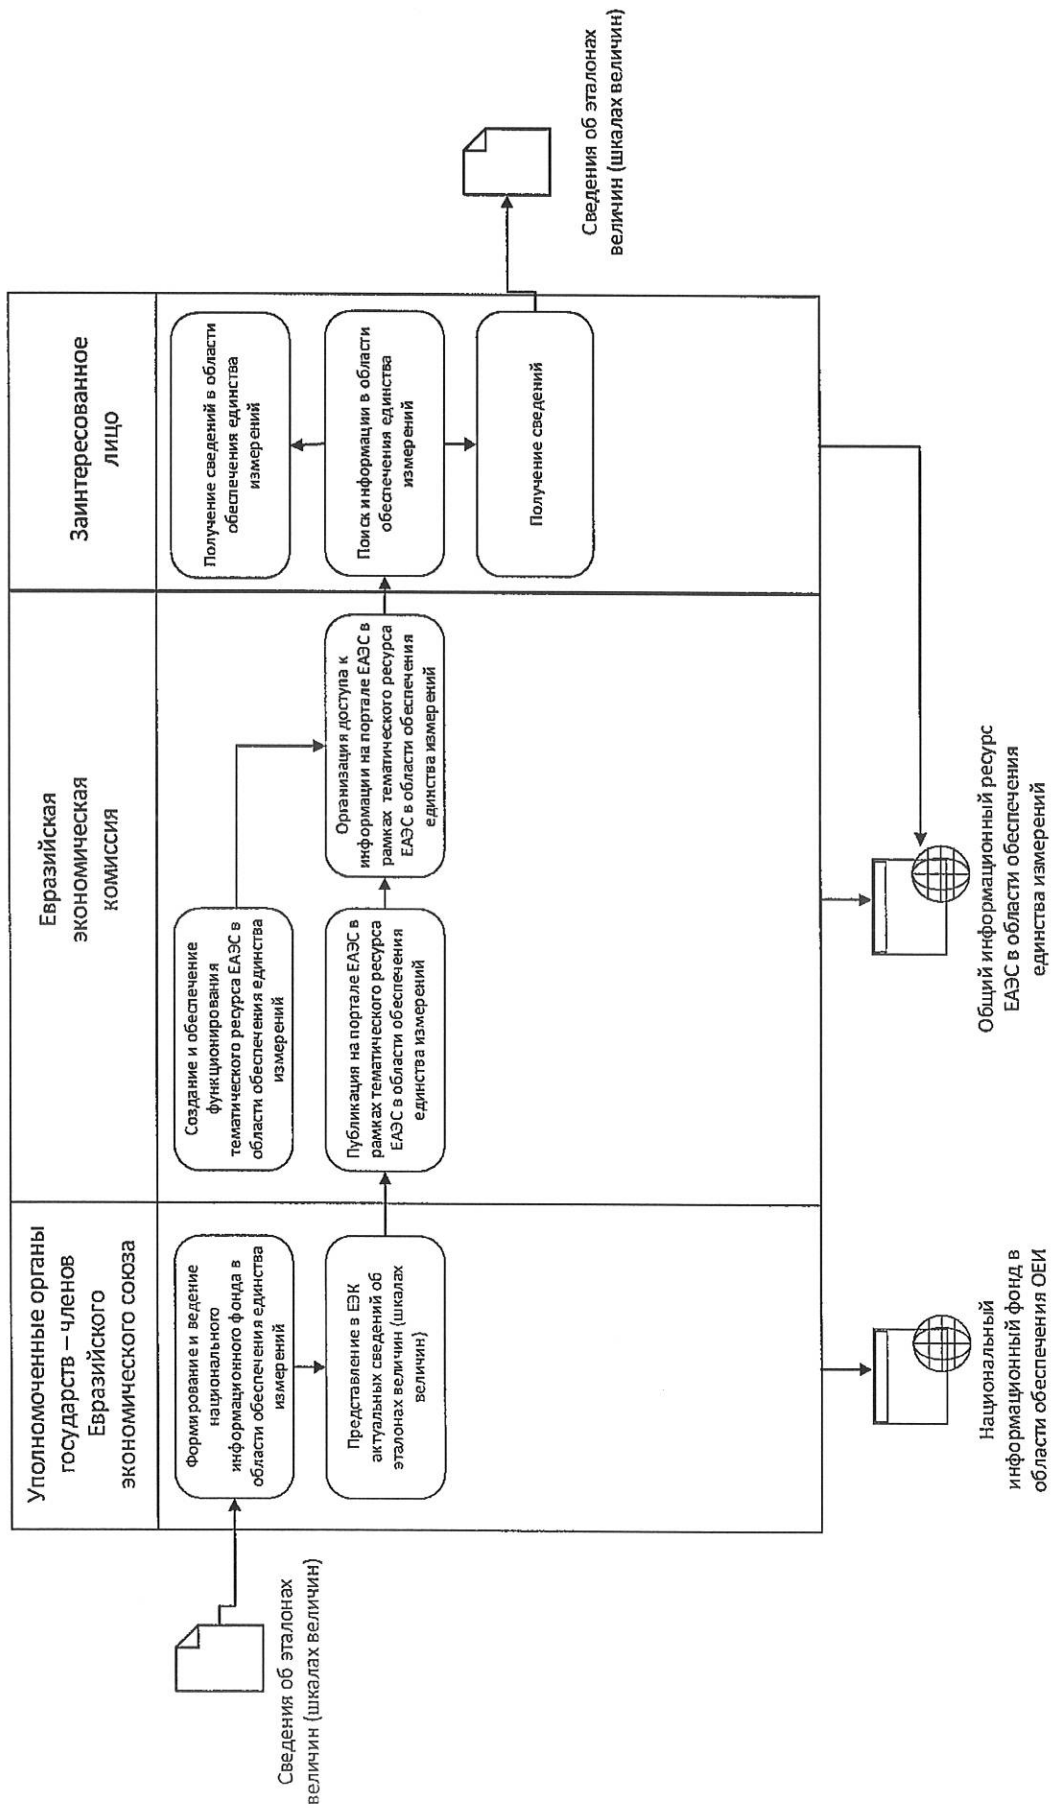 Уполномоченные органы
государств – членов
Евразийского
экономического союза
Евразийская
экономическая
комиссия
Заинтересованное
лицо
Сведения об эталонах
величин (шкалах величин)
Формирование и ведение
национального
информационного фонда в
области обеспечения единства
измерений
Представление в ЕЭК
актуальных сведений об
эталонах величин (шкалах
величин)
Создание и обеспечение
функционирования
тематического ресурса ЕАЭС в
области обеспечения единства
измерений
Публикация на портале ЕАЭС в
рамках тематического ресурса
ЕАЭС в области обеспечения
единства измерений
Организация доступа к
информации на портале ЕАЭС в
рамках тематического ресурса
ЕАЭС в области обеспечения
единства измерений
Получение сведений в области
обеспечения единства
измерений
Поиск информации в области
обеспечения единства
измерений
Получение сведений
Сведения об эталонах
величин (шкалах величин)
Национальный
информационный фонд в
области обеспечения ОЕИ
Общий информационный ресурс
ЕАЭС в области обеспечения
единства измерений